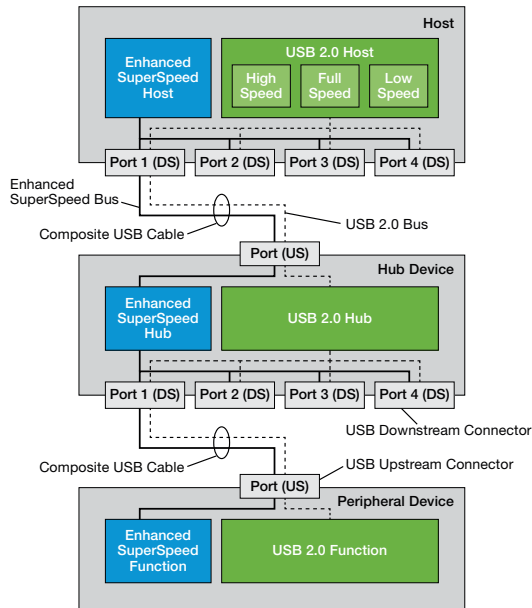 Host
Enhanced
SuperSpeed
Host
USB 2.0 Host
High
Speed
Full
Speed
Low
Speed
Port 1 (DS)
Port 2 (DS)
Port 3 (DS)
Port 4 (DS)
Enhanced
SuperSpeed Bus
Composite USB Cable
USB 2.0 Bus
Port (US)
Hub Device
Enhanced
SuperSpeed
Hub
USB 2.0 Hub
Port 1 (DS)
Port 2 (DS)
Port 3 (DS)
Port 4 (DS)
USB Downstream Connector
Composite USB Cable
USB Upstream Connector
Port (US)
Peripheral Device
Enhanced
SuperSpeed
Function
USB 2.0 Function